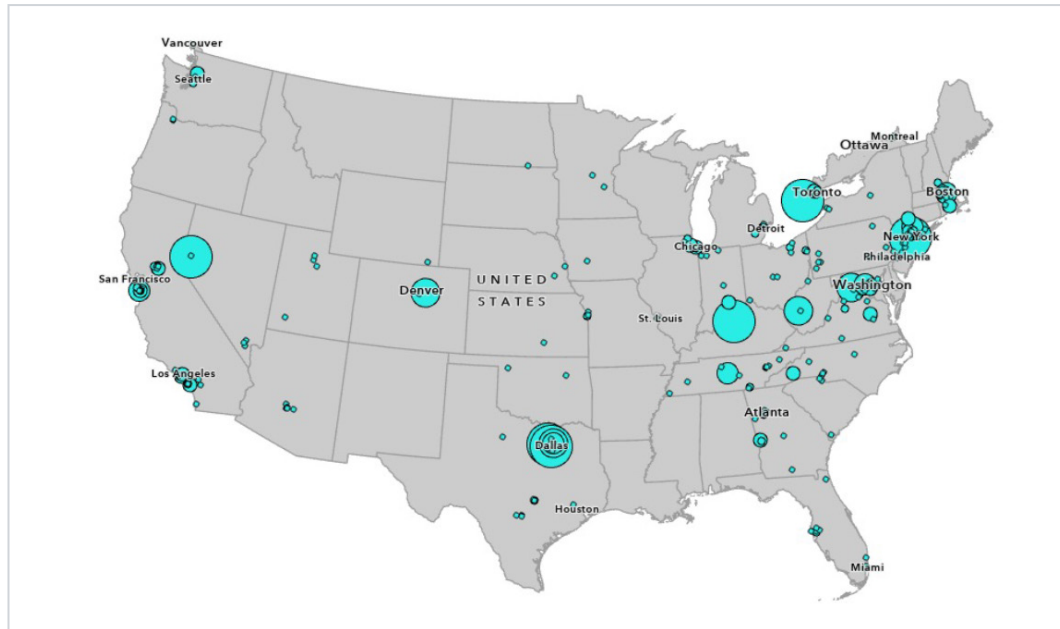 Vancouver
Seattle
Montreal
Ottawa
Toronto
Boston
Detroit
Chicago
New York
Philadelphia
San Francisco
Denver
UNITED
STATES
Washington
St. Louis
Los Angeles
Atlanta
Dallas
Houston
Miami